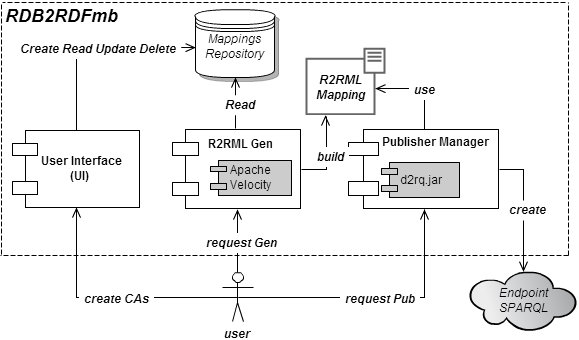 RDB2RDFmb
Create Read Update Delete
Mappings
Repository
R2RML
Mapping
Read
use
User Interface
(UI)
R2RML Gen
Apache
Velocity
build
Publisher Manager
d2rq.jar
create
request Gen
create CAs
request Pub
user
Endpoint
SPARQL